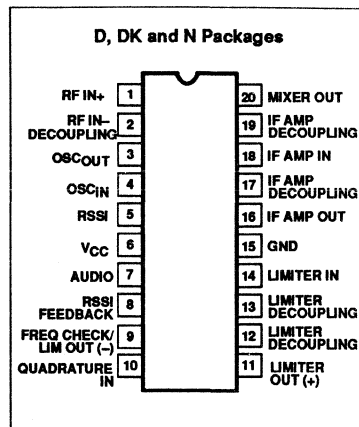 D, DK and N Packages
RF IN+ 1
RF IN–
DECOUPLING 2
OSCOUT 3
OSCIN 4
RSSI 5
VCC 6
AUDIO 7
RSSI
FEEDBACK 8
FREQ CHECK/
LIM OUT (–) 9
QUADRATURE
IN 10
20 MIXER OUT
19 IF AMP
DECOUPLING
18 IF AMP IN
17 IF AMP
DECOUPLING
16 IF AMP OUT
15 GND
14 LIMITER IN
13 LIMITER
DECOUPLING
12 LIMITER
DECOUPLING
11 LIMITER
OUT (+)